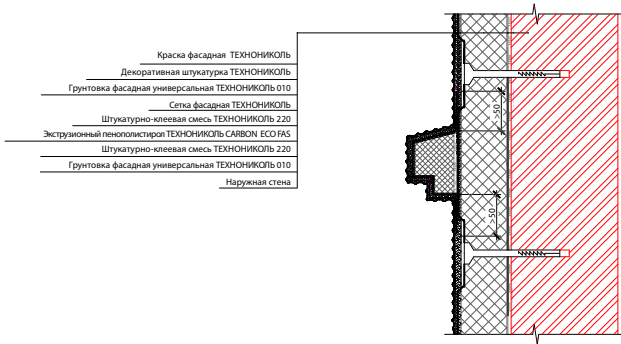 Краска фасадная ТЕХНОНИКОЛЬ
Декоративная штукатурка ТЕХНОНИКОЛЬ
Грунтовка фасадная универсальная ТЕХНОНИКОЛЬ 010
Сетка фасадная ТЕХНОНИКОЛЬ
Штукатурно-клеевая смесь ТЕХНОНИКОЛЬ 220
Экструзионный пенополистирол ТЕХНОНИКОЛЬ CARBON ECO FAS
Штукатурно-клеевая смесь ТЕХНОНИКОЛЬ 220
Грунтовка фасадная универсальная ТЕХНОНИКОЛЬ 010
Наружная стена
>50
>50